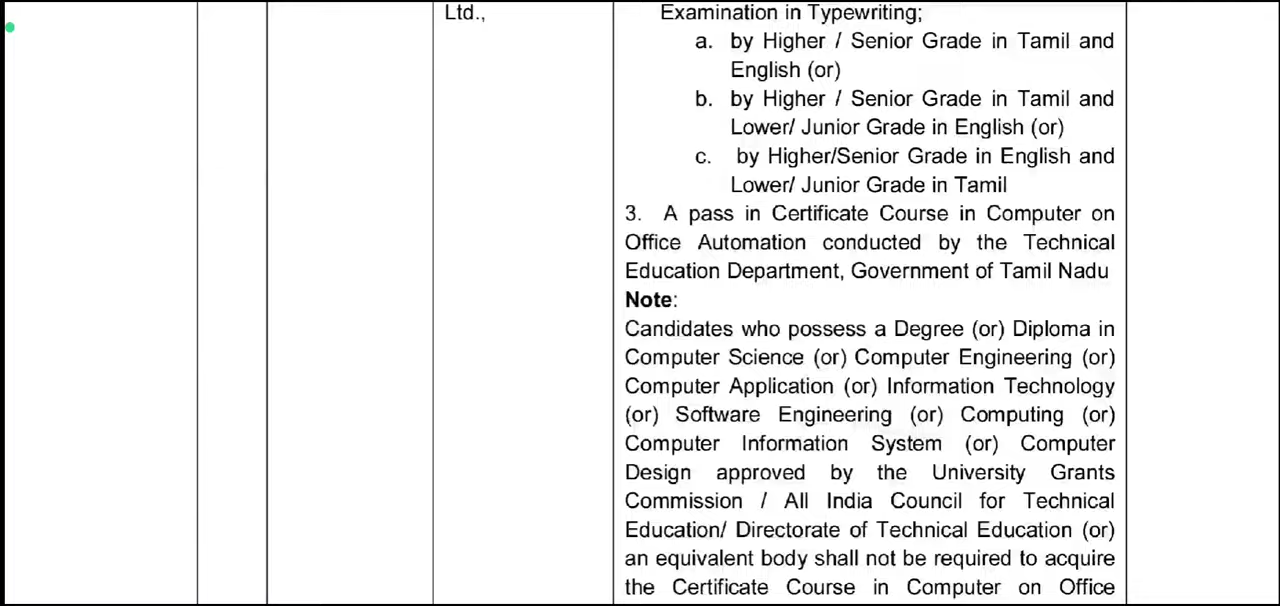 Ltd.,
Examination in Typewriting;
a. by Higher / Senior Grade in Tamil and
English (or)
b. by Higher / Senior Grade in Tamil and
Lower/ Junior Grade in English (or)
c. by Higher/Senior Grade in English and
Lower/ Junior Grade in Tamil
3. A pass in Certificate Course in Computer on
Office Automation conducted by the Technical
Education Department, Government of Tamil Nadu
Note:
Candidates who possess a Degree (or) Diploma in
Computer Science (or) Computer Engineering (or)
Computer Application (or) Information Technology
(or) Software Engineering (or) Computing (or)
Computer Information System (or) Computer
Design approved by the University Grants
Commission / All India Council for Technical
Education/ Directorate of Technical Education (or)
an equivalent body shall not be required to acquire
the Certificate Course in Computer on Office